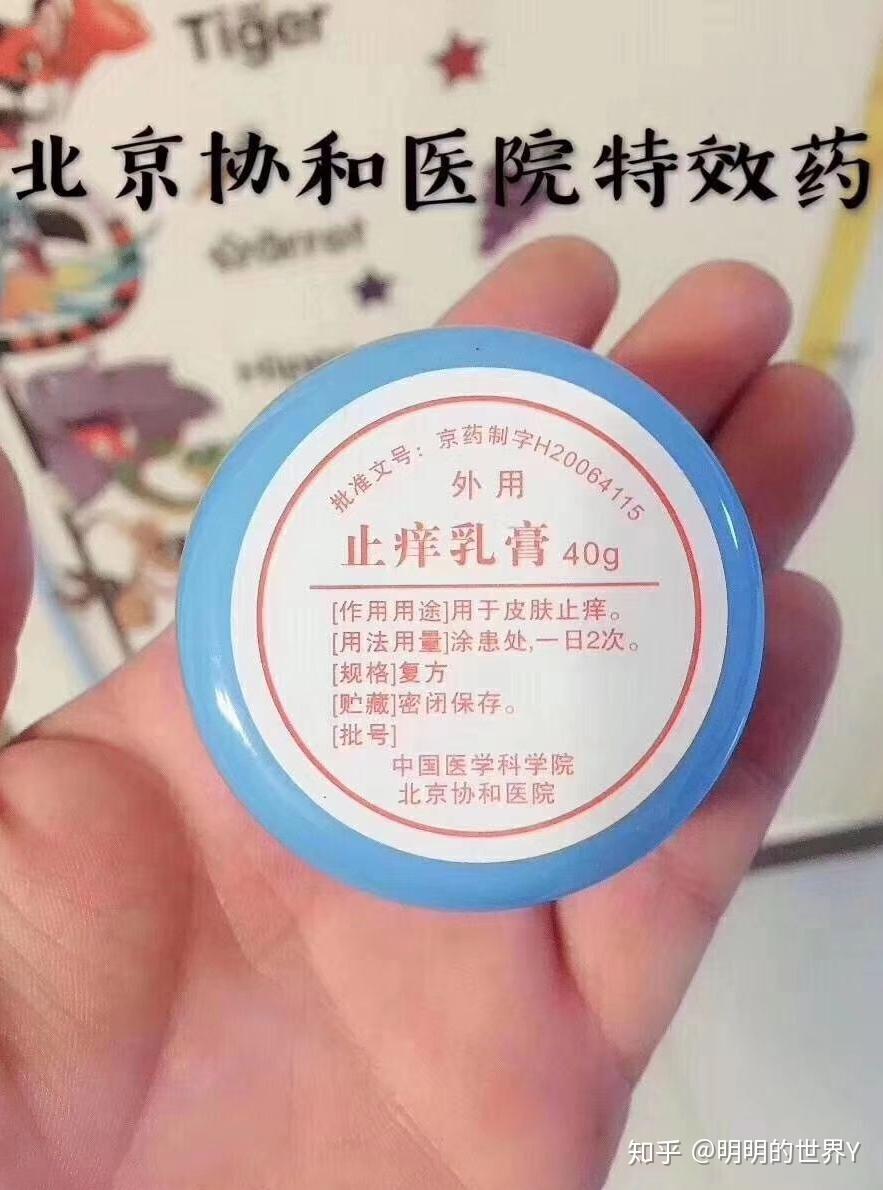 Tiger
北京协和医院特效药
批准文号：京药制字H20064115
外用
止痒乳膏 40g
[作用用途]用于皮肤止痒。
[用法用量]涂患处,一日2次。
[规格]复方
[贮藏]密闭保存。
[批号]
中国医学科学院
北京协和医院
知乎 @明明的世界Y